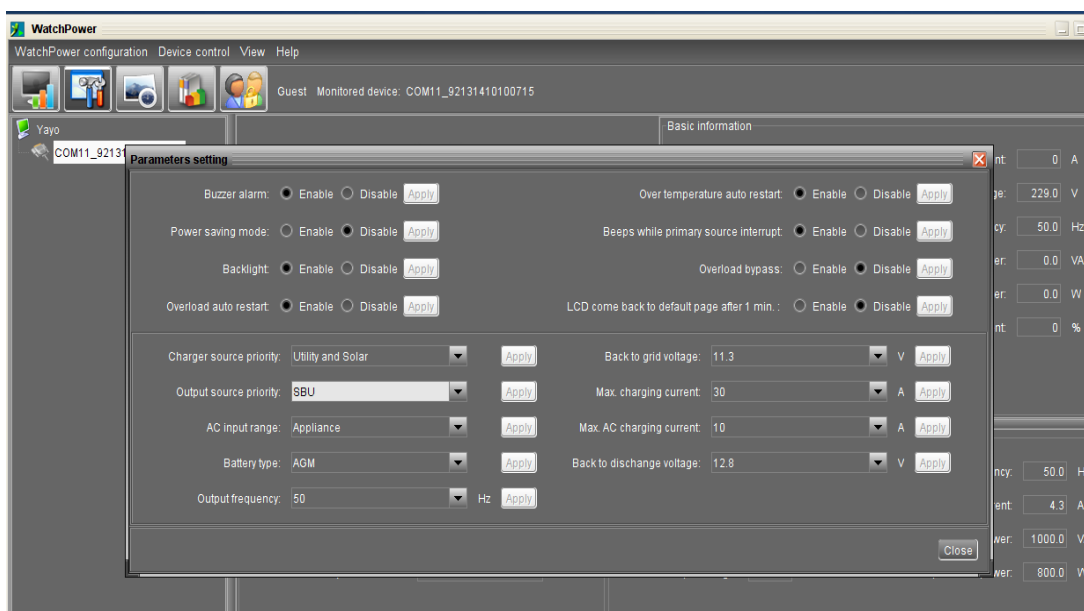 WatchPower
WatchPower configuration Device control View Help
Guest Monitored device: COM11_92131410100715
Yayo
COM11_9213
Basic information
Parameters setting
nt: 0 A
Buzzer alarm: Enable Disable Apply Over temperature auto restart: Enable Disable Apply
ge: 229.0 V
Power saving mode: Enable Disable Apply Beeps while primary source interrupt: Enable Disable Apply
cy: 50.0 Hz
Backlight: Enable Disable Apply Overload bypass: Enable Disable Apply
er: 0.0 VA
Overload auto restart: Enable Disable Apply LCD come back to default page after 1 min. : Enable Disable Apply
er: 0.0 W
nt: 0 %
Charger source priority: Utility and Solar Apply Back to grid voltage: 11.3 V Apply
Output source priority: SBU Apply Max. charging current: 30 A Apply
AC input range: Appliance Apply Max. AC charging current: 10 A Apply
Battery type: AGM Apply Back to discharge voltage: 12.8 V Apply
ncy: 50.0 H
Output frequency: 50 Hz Apply
ent: 4.3 A
wer: 1000.0 V
Close
wer: 800.0 W